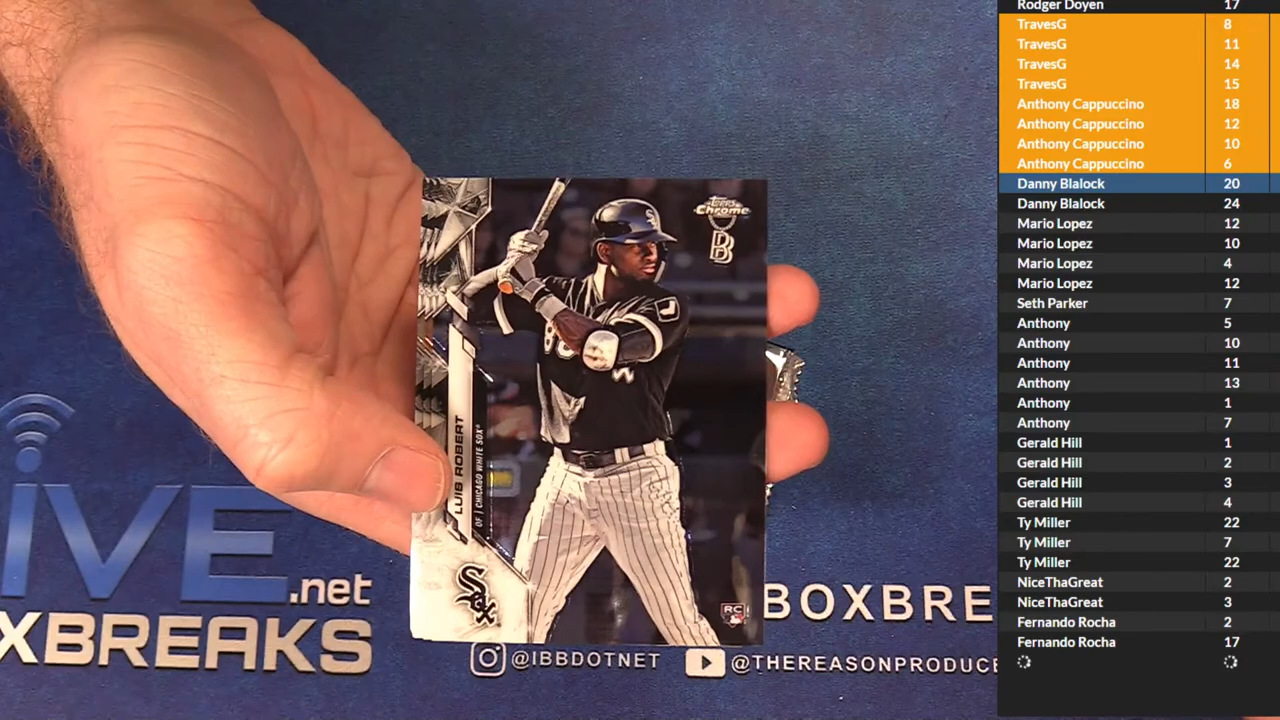 Topps
Chrome
B
LUIS ROBERT
OF | CHICAGO WHITE SOX®
Sox
RC
iVE
.net
XBREAKS
BOXBRE
@IBBDOTNET
@THEREASONPRODUCE
Rodger Doyen 17
TravesG 8
TravesG 11
TravesG 14
TravesG 15
Anthony Cappuccino 18
Anthony Cappuccino 12
Anthony Cappuccino 10
Anthony Cappuccino 6
Danny Blalock 20
Danny Blalock 24
Mario Lopez 12
Mario Lopez 10
Mario Lopez 4
Mario Lopez 12
Seth Parker 7
Anthony 5
Anthony 10
Anthony 11
Anthony 13
Anthony 1
Anthony 7
Gerald Hill 1
Gerald Hill 2
Gerald Hill 3
Gerald Hill 4
Ty Miller 22
Ty Miller 7
Ty Miller 22
NiceThaGreat 2
NiceThaGreat 3
Fernando Rocha 2
Fernando Rocha 17